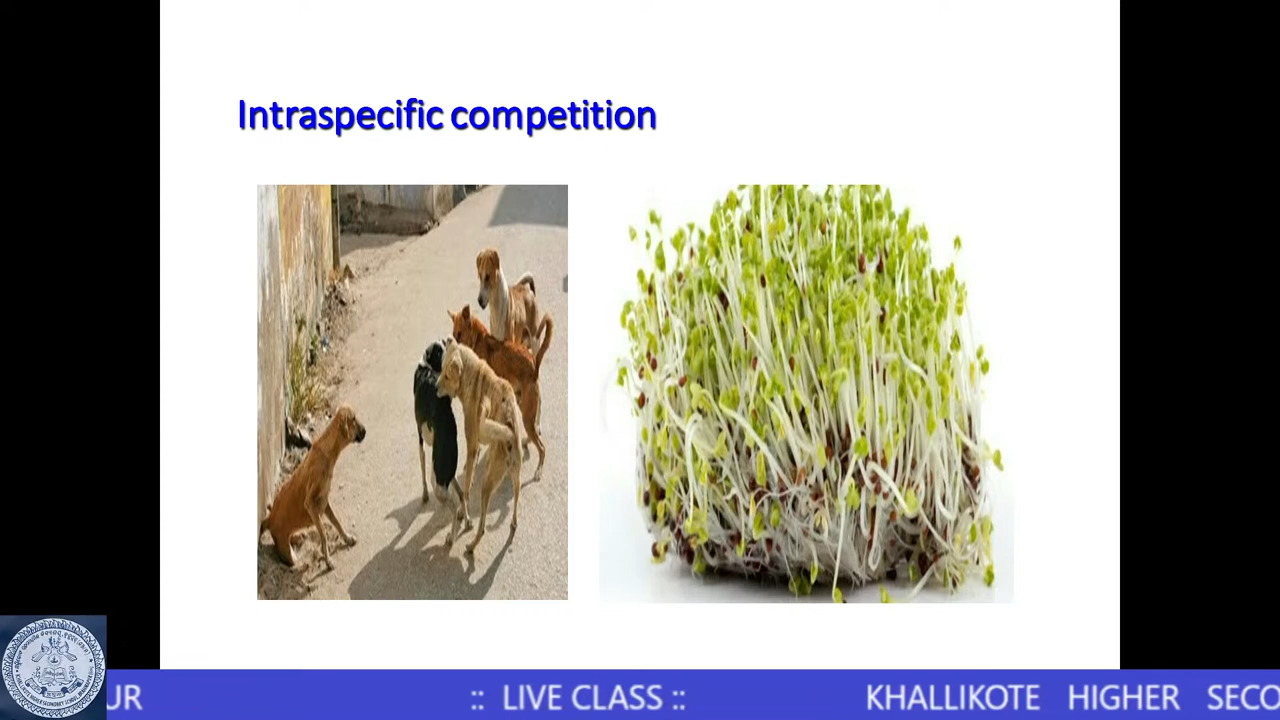 Intraspecific competition
UR :: LIVE CLASS :: KHALLIKOTE HIGHER SECO